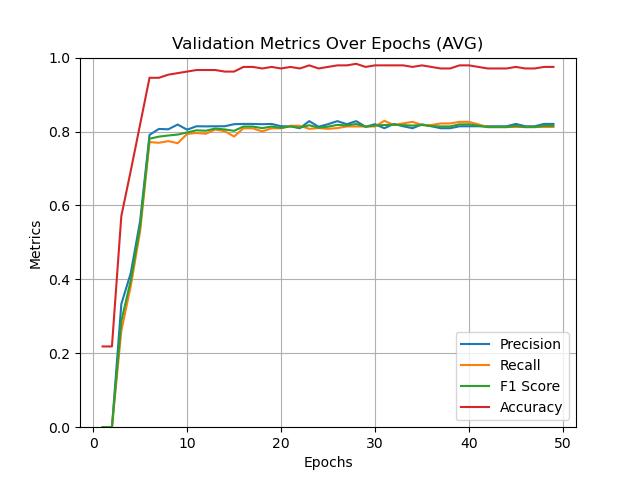 Validation Metrics Over Epochs (AVG)
1.0
0.8
0.6
0.4
0.2
0.0
Metrics
0 10 20 30 40 50
Epochs
Precision
Recall
F1 Score
Accuracy